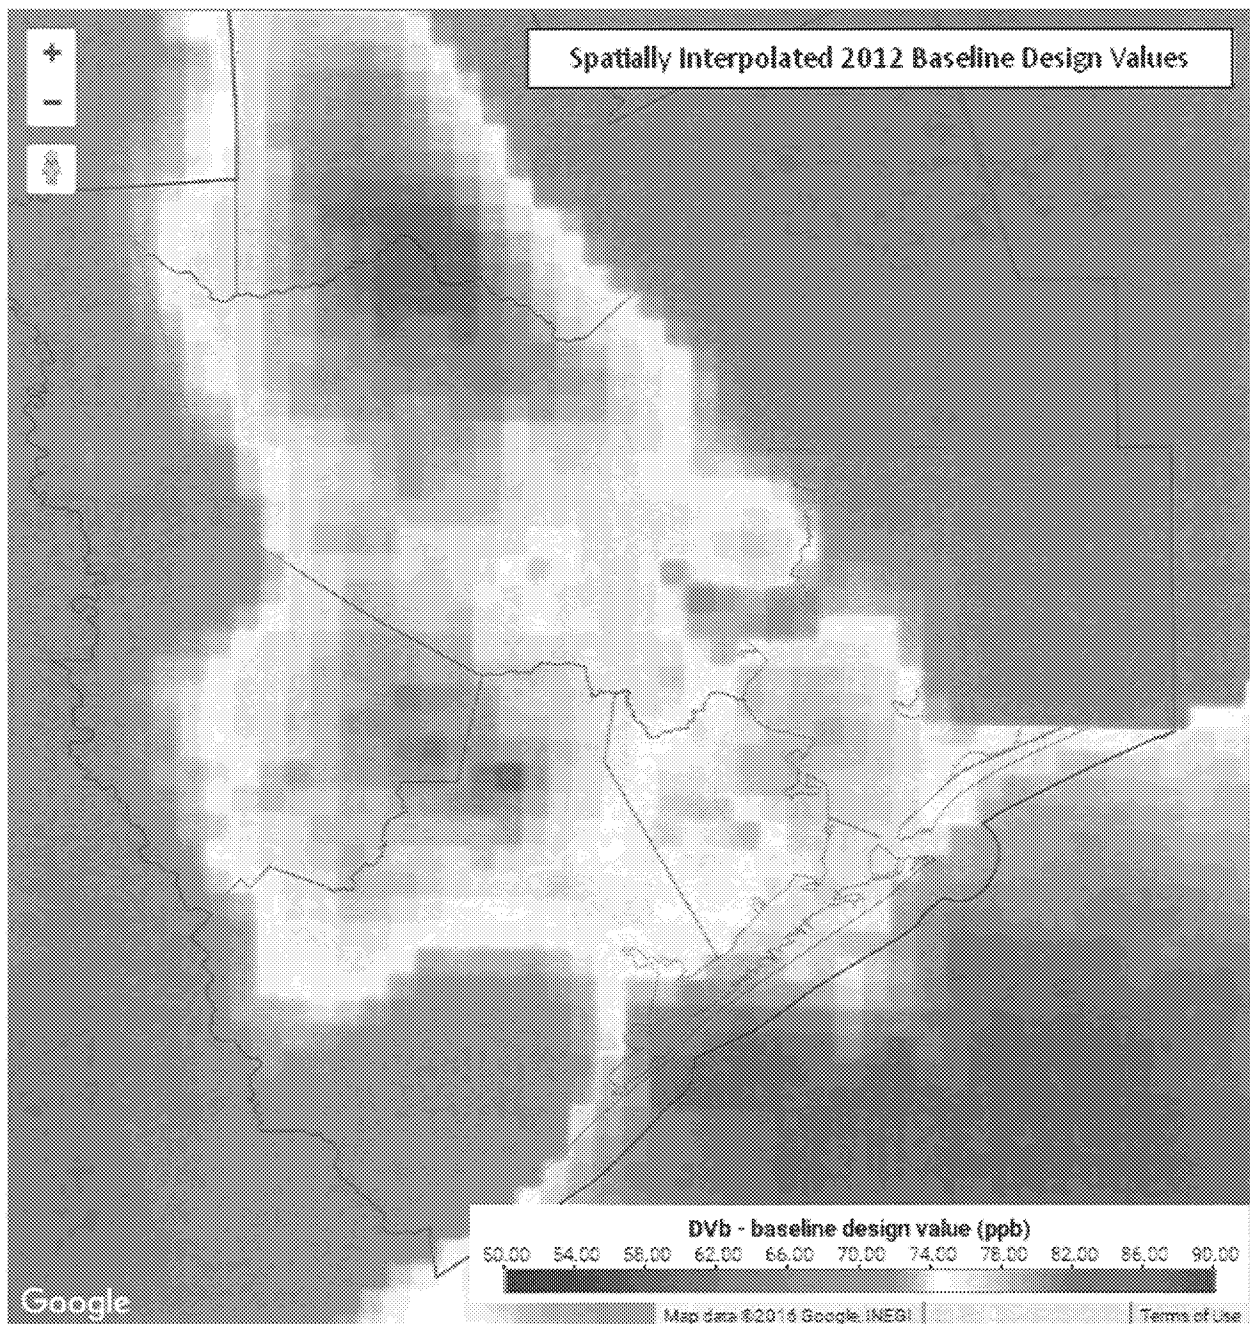 +
Spatially Interpolated 2012 Baseline Design Values
−
DVb - baseline design value (ppb)
50.00 54.00 58.00 62.00 66.00 70.00 74.00 78.00 82.00 86.00 90.00
Google
Map data ©2016 Google, INEGI
Terms of Use